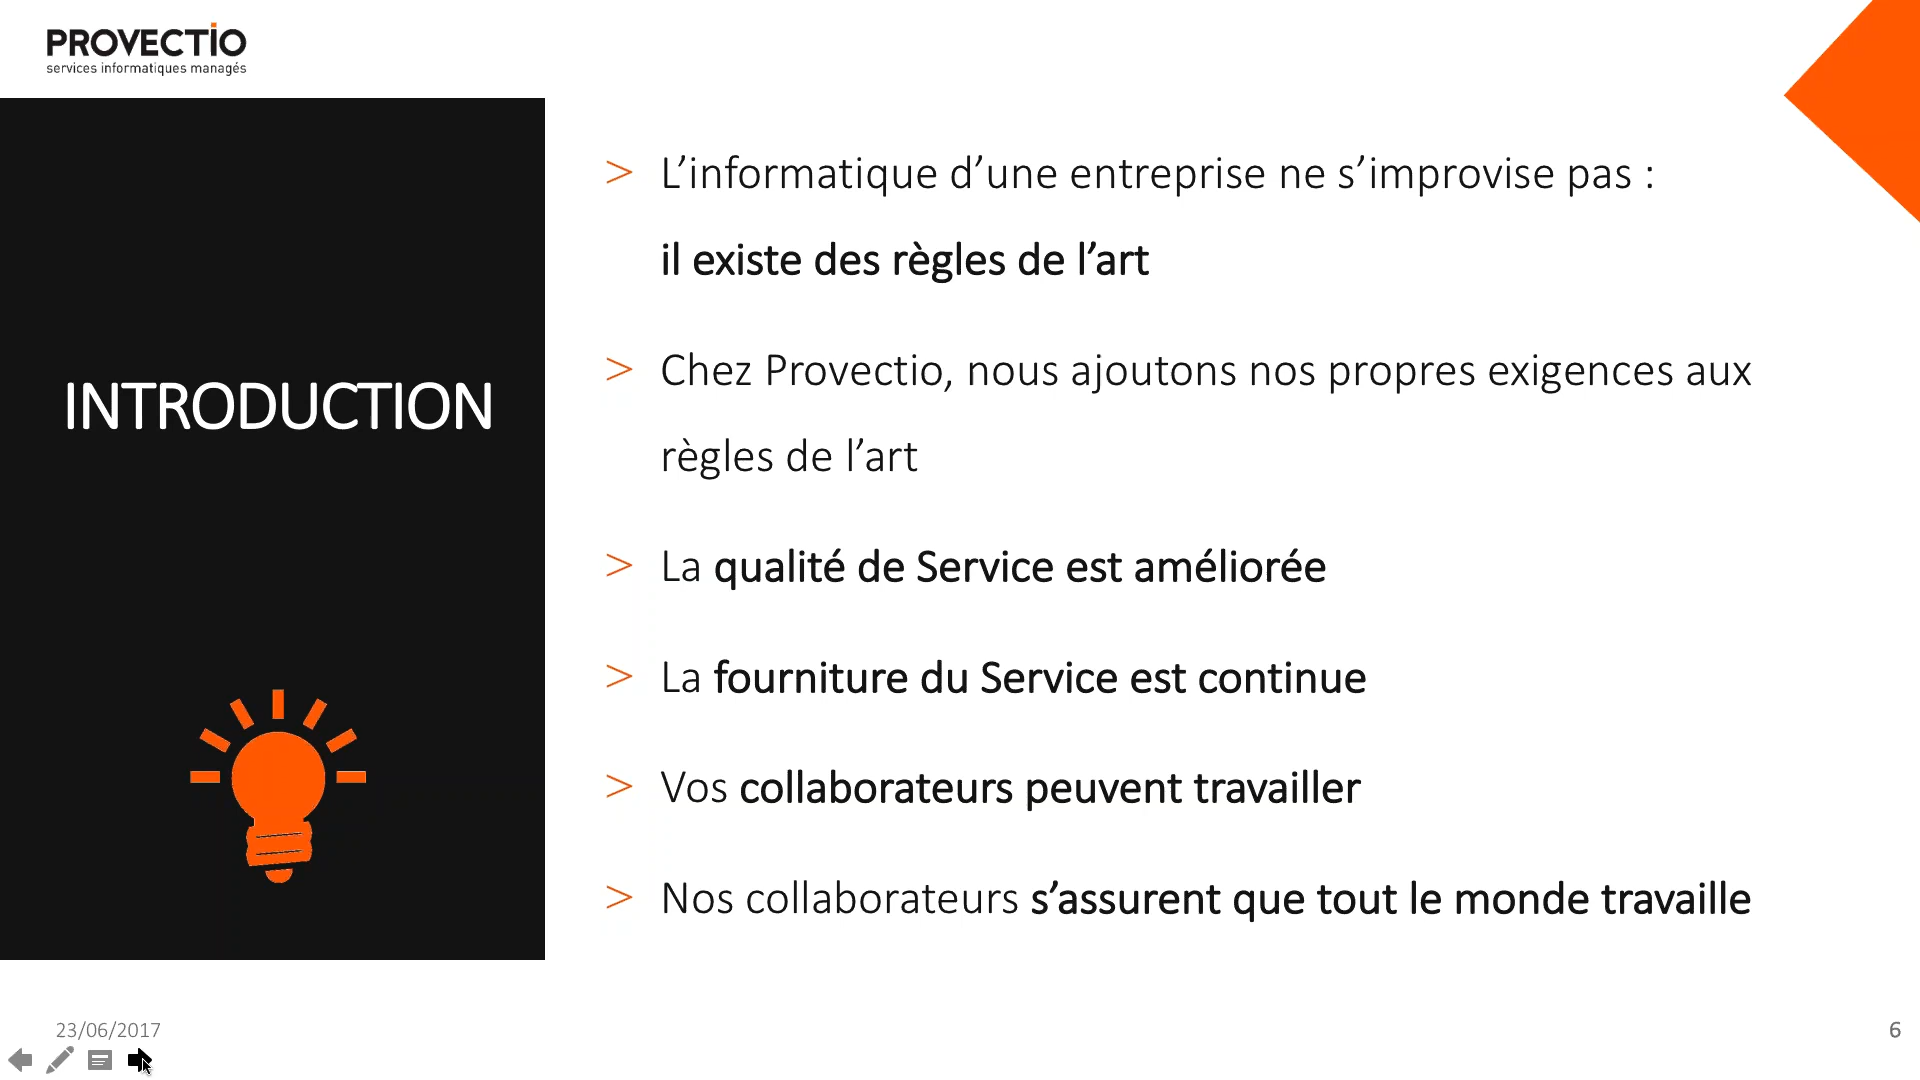 PROVECTIO
services informatiques managés
INTRODUCTION
> L’informatique d’une entreprise ne s’improvise pas :
il existe des règles de l’art
> Chez Provectio, nous ajoutons nos propres exigences aux
règles de l’art
> La qualité de Service est améliorée
> La fourniture du Service est continue
> Vos collaborateurs peuvent travailler
> Nos collaborateurs s’assurent que tout le monde travaille
23/06/2017
6